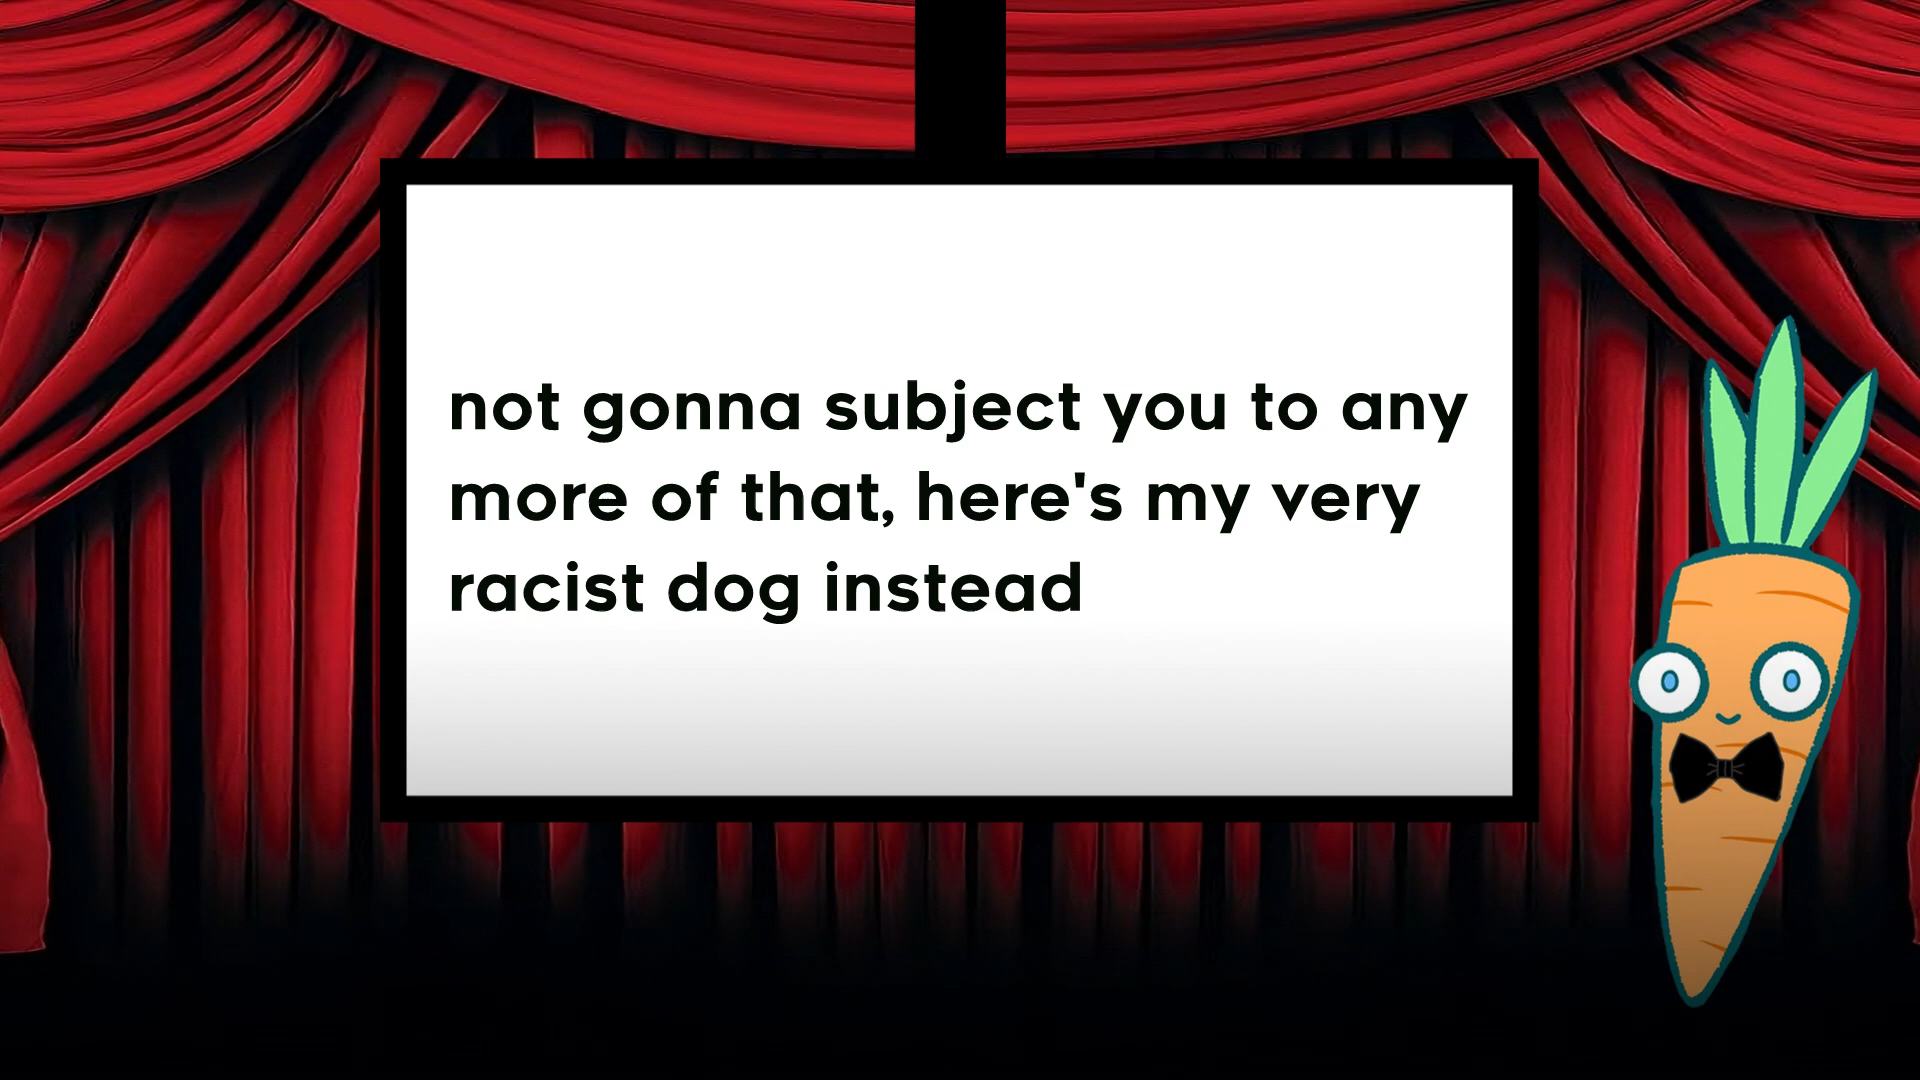 not gonna subject you to any
more of that, here's my very
racist dog instead